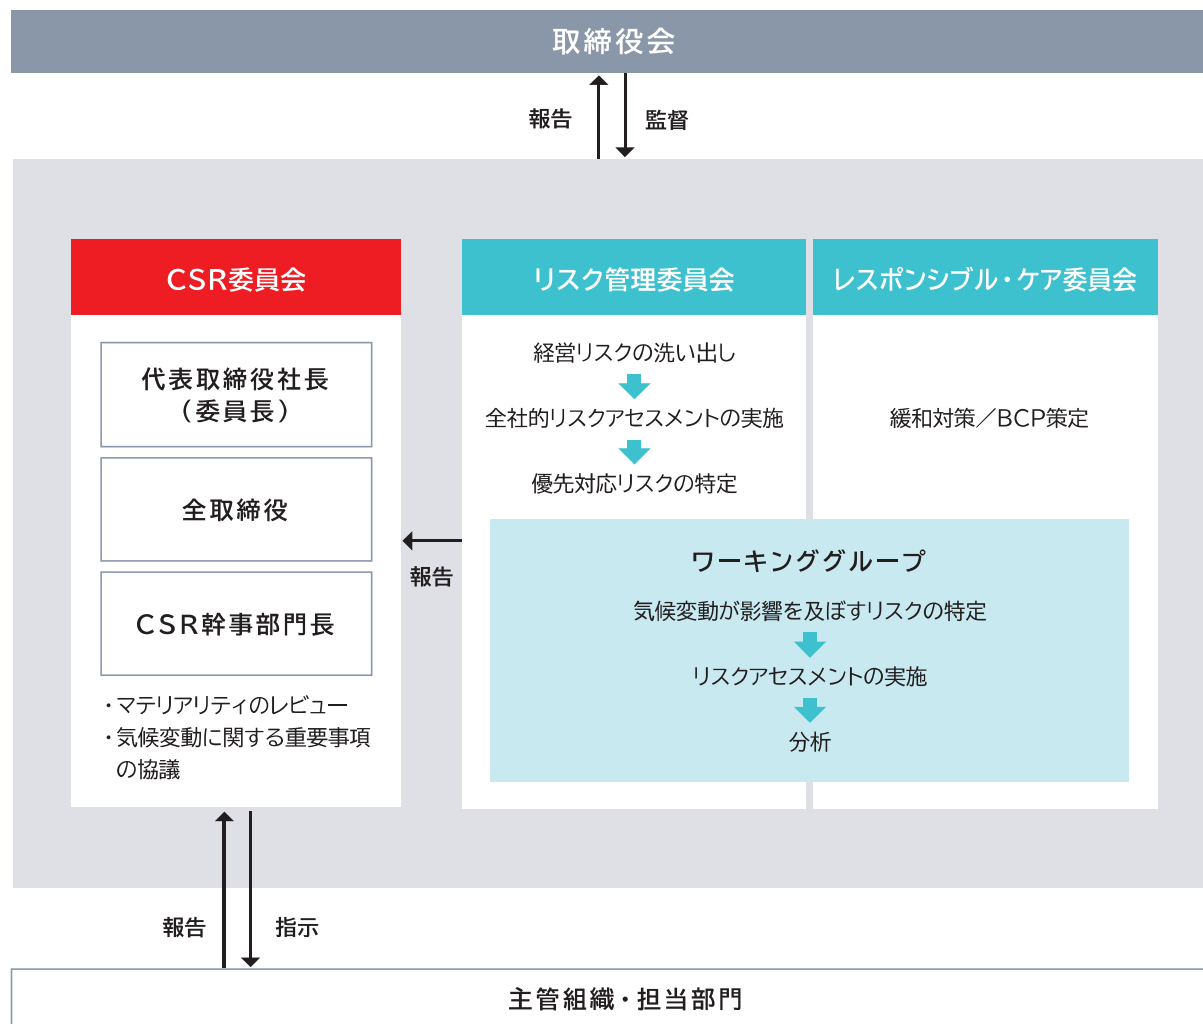 取締役会
報告
監督
CSR委員会
代表取締役社長
（委員長）
全取締役
CSR幹事部門長
・マテリアリティのレビュー
・気候変動に関する重要事項
の協議
報告
リスク管理委員会
経営リスクの洗い出し
全社的リスクアセスメントの実施
優先対応リスクの特定
レスポンシブル・ケア委員会
緩和対策／BCP策定
ワーキンググループ
気候変動が影響を及ぼすリスクの特定
リスクアセスメントの実施
分析
報告
指示
主管組織・担当部門